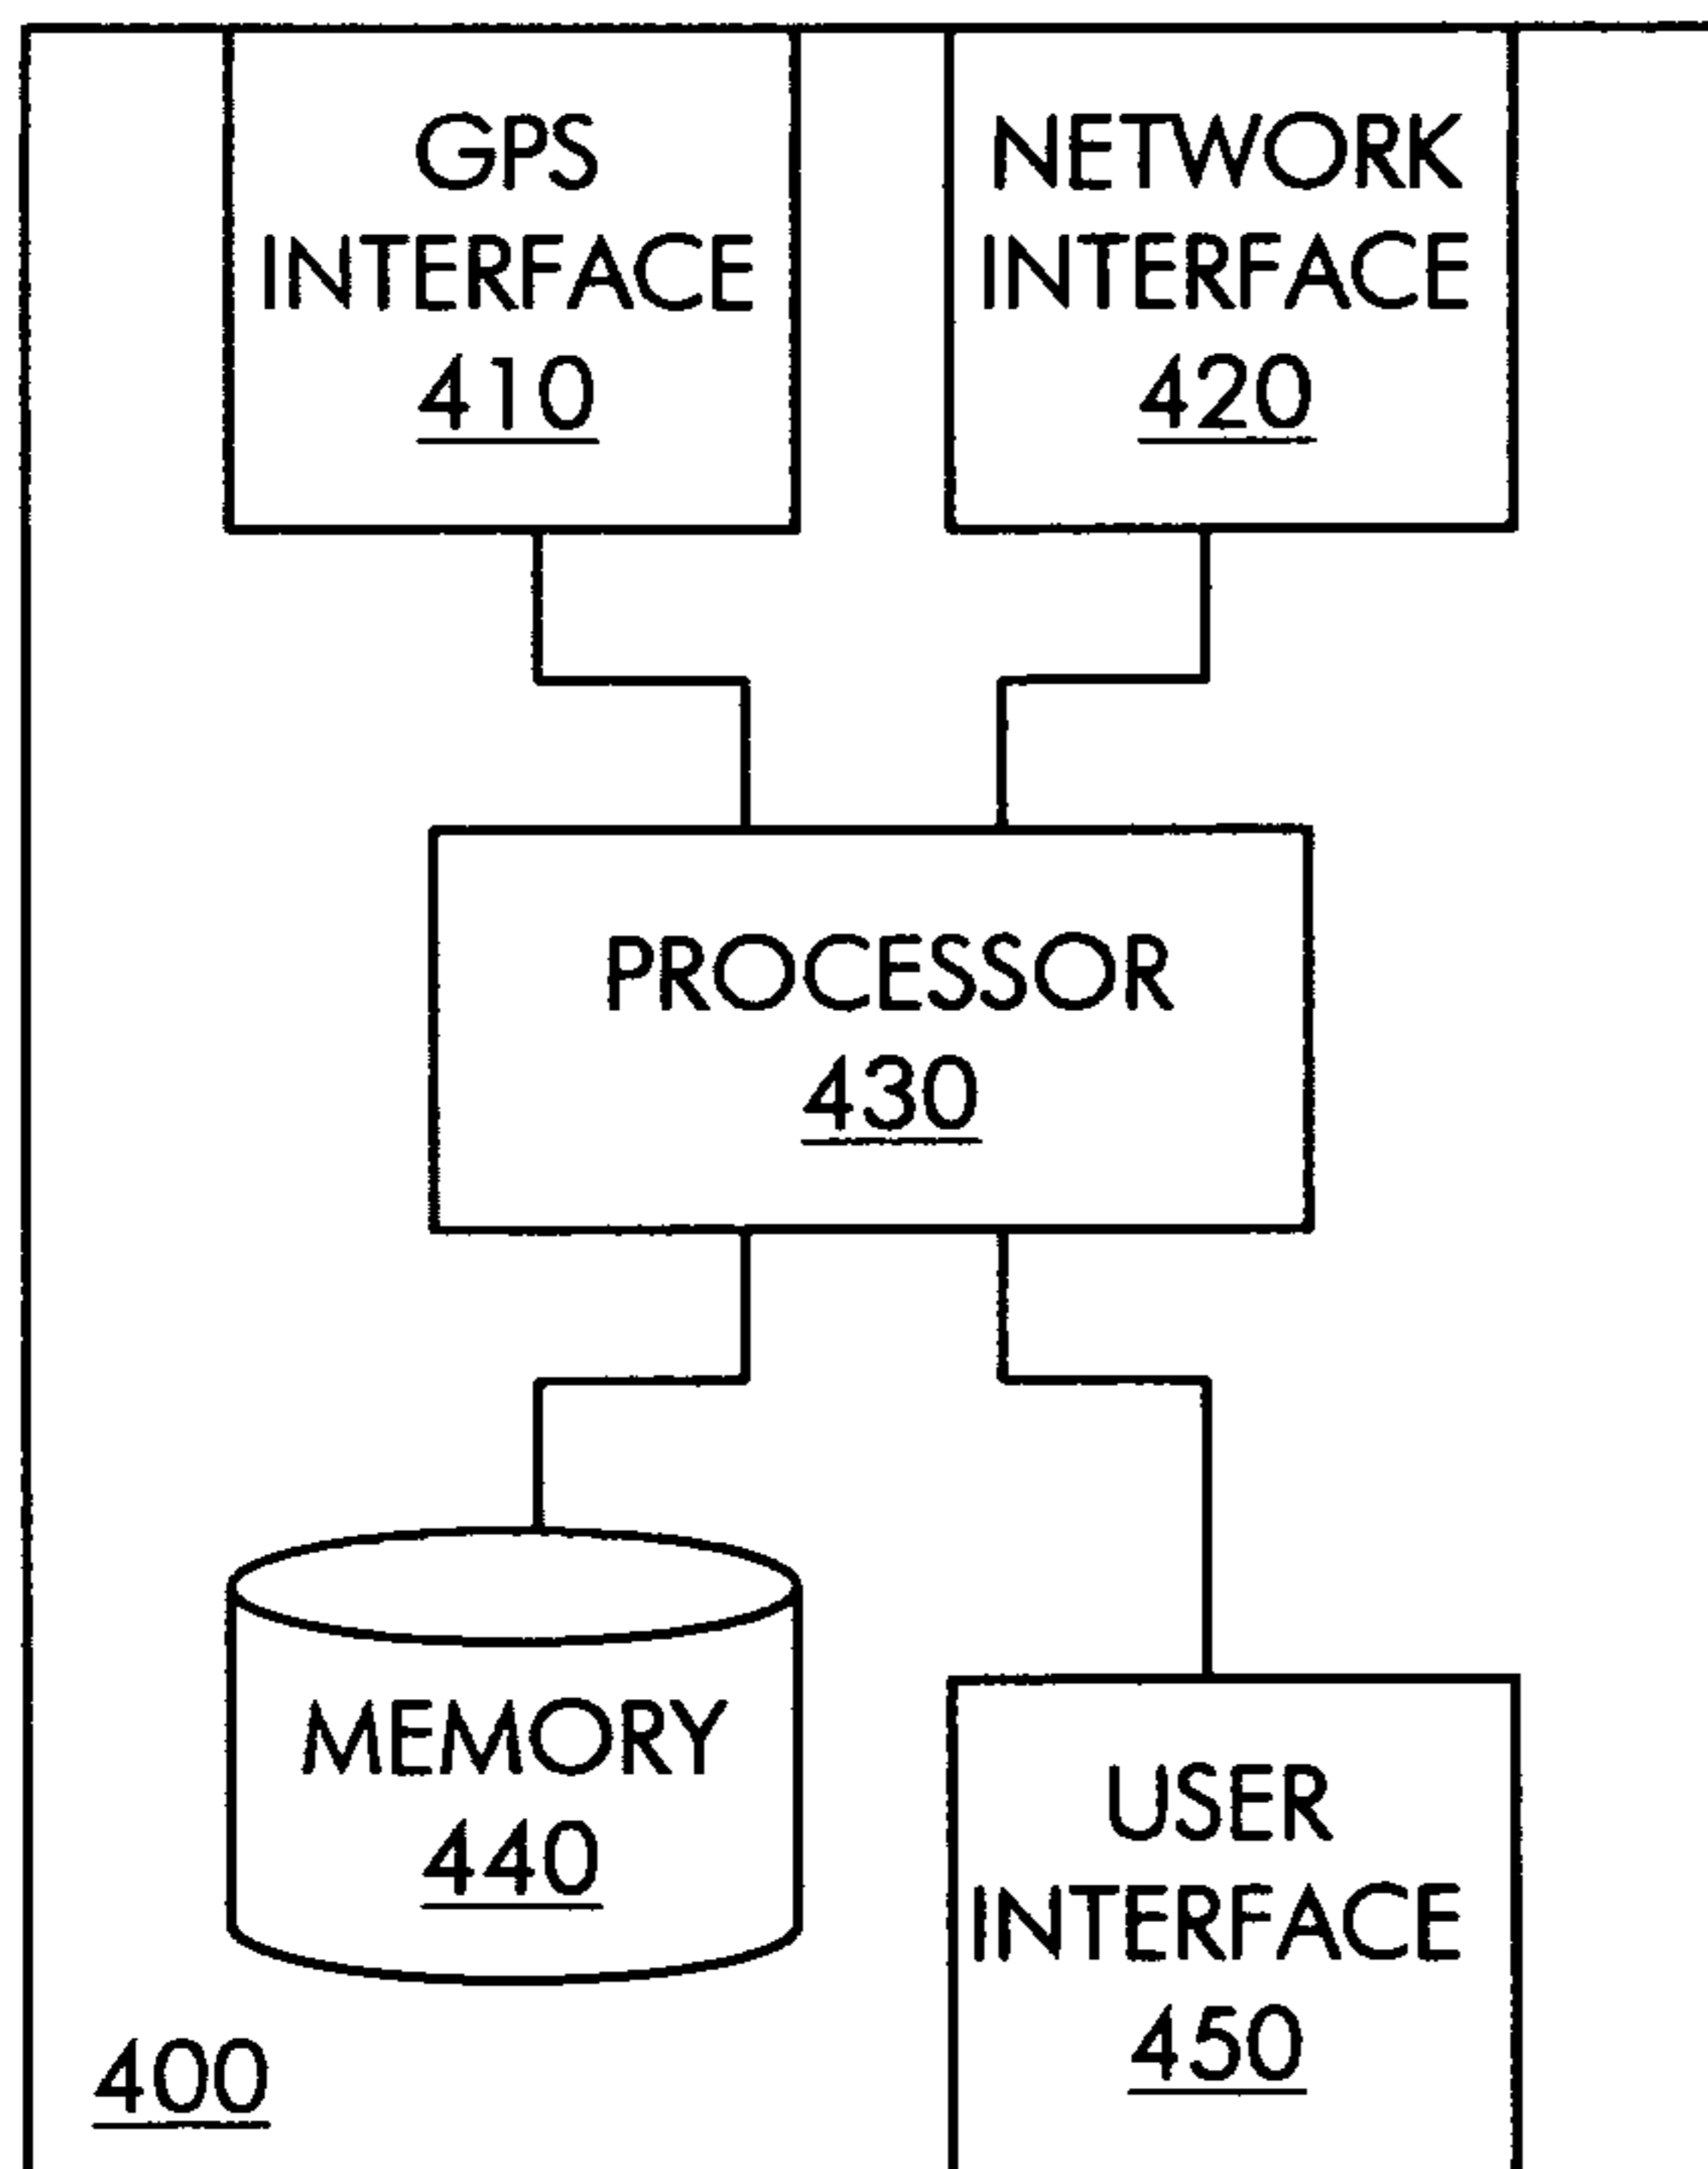 GPS
INTERFACE
410
NETWORK
INTERFACE
420
PROCESSOR
430
MEMORY
440
USER
INTERFACE
450
400